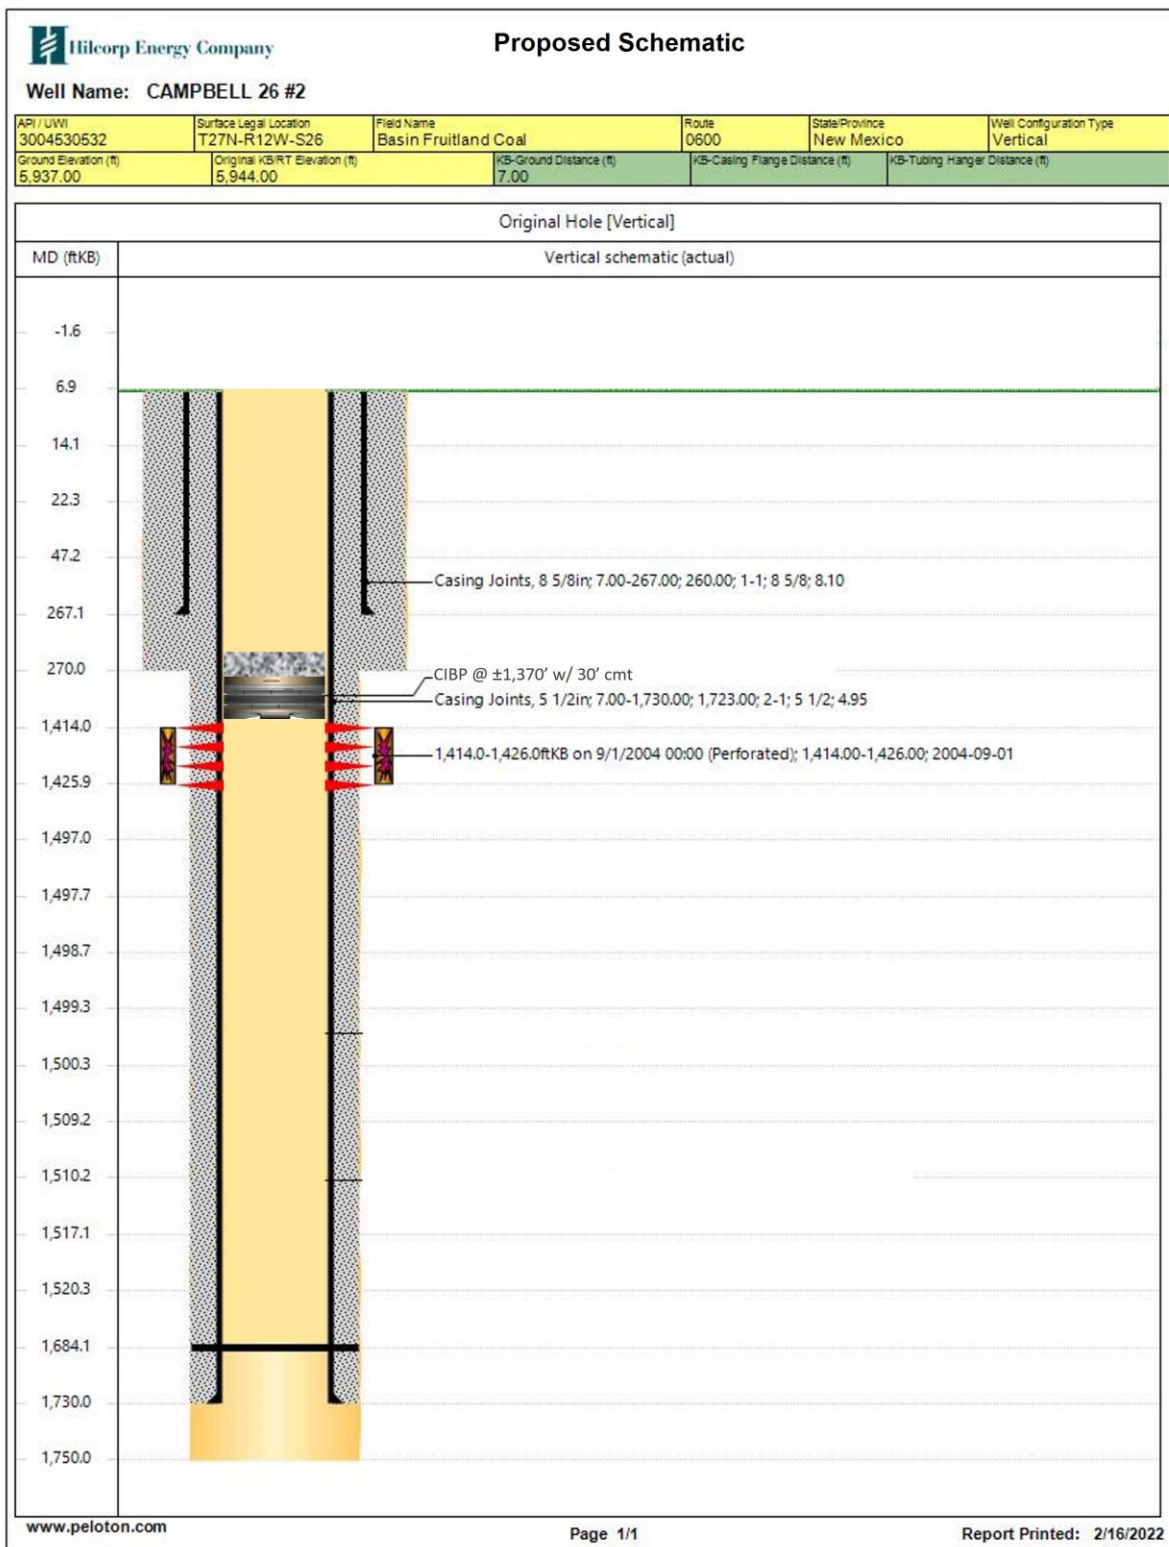 Hilcorp Energy Company
Proposed Schematic
Well Name: CAMPBELL 26 #2
API / UWI
3004530532
Surface Legal Location
T27N-R12W-S26
Field Name
Basin Fruitland Coal
Route
0600
State/Province
New Mexico
Well Configuration Type
Vertical
Ground Elevation (ft)
5,937.00
Original KB/RT Elevation (ft)
5,944.00
KB-Ground Distance (ft)
7.00
KB-Casing Flange Distance (ft)
KB-Tubing Hanger Distance (ft)
Original Hole [Vertical]
MD (ftKB)
Vertical schematic (actual)
-1.6
6.9
14.1
22.3
47.2
Casing Joints, 8 5/8in; 7.00-267.00; 260.00; 1-1; 8 5/8; 8.10
267.1
270.0
CIBP @ ±1,370' w/ 30' cmt
Casing Joints, 5 1/2in; 7.00-1,730.00; 1,723.00; 2-1; 5 1/2; 4.95
1,414.0
1,414.0-1,426.0ftKB on 9/1/2004 00:00 (Perforated); 1,414.00-1,426.00; 2004-09-01
1,425.9
1,497.0
1,497.7
1,498.7
1,499.3
1,500.3
1,509.2
1,510.2
1,517.1
1,520.3
1,684.1
1,730.0
1,750.0
www.peloton.com
Page 1/1
Report Printed: 2/16/2022